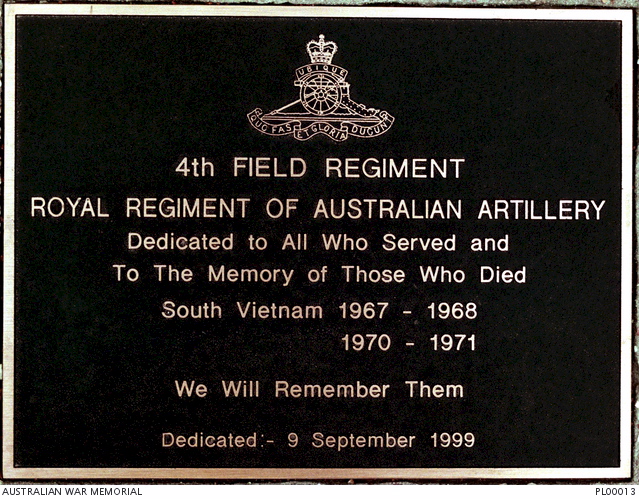 UBIQUE
QUO FAS
ET GLORIA
DUCUNT
4th FIELD REGIMENT
ROYAL REGIMENT OF AUSTRALIAN ARTILLERY
Dedicated to All Who Served and
To The Memory of Those Who Died
South Vietnam 1967 - 1968
1970 - 1971
We Will Remember Them
Dedicated:- 9 September 1999
AUSTRALIAN WAR MEMORIAL
PL00013